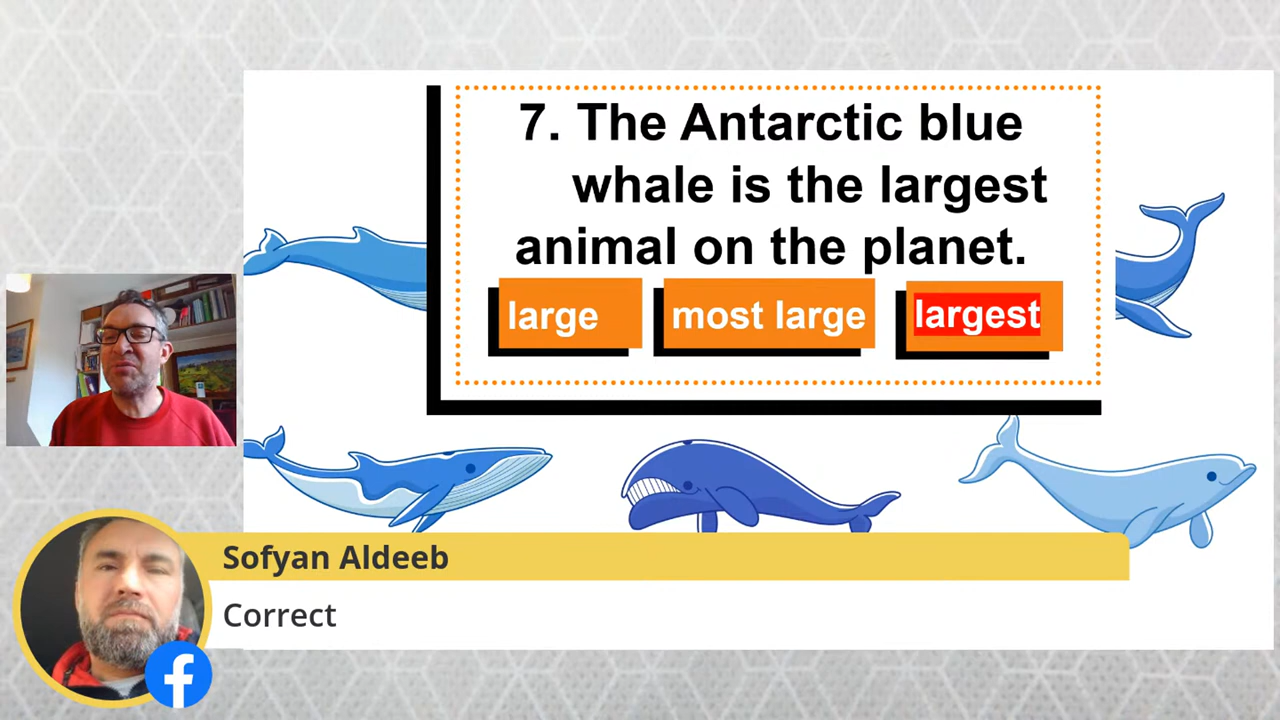 7. The Antarctic blue
whale is the largest
animal on the planet.
large
most large
largest
Sofyan Aldeeb
Correct